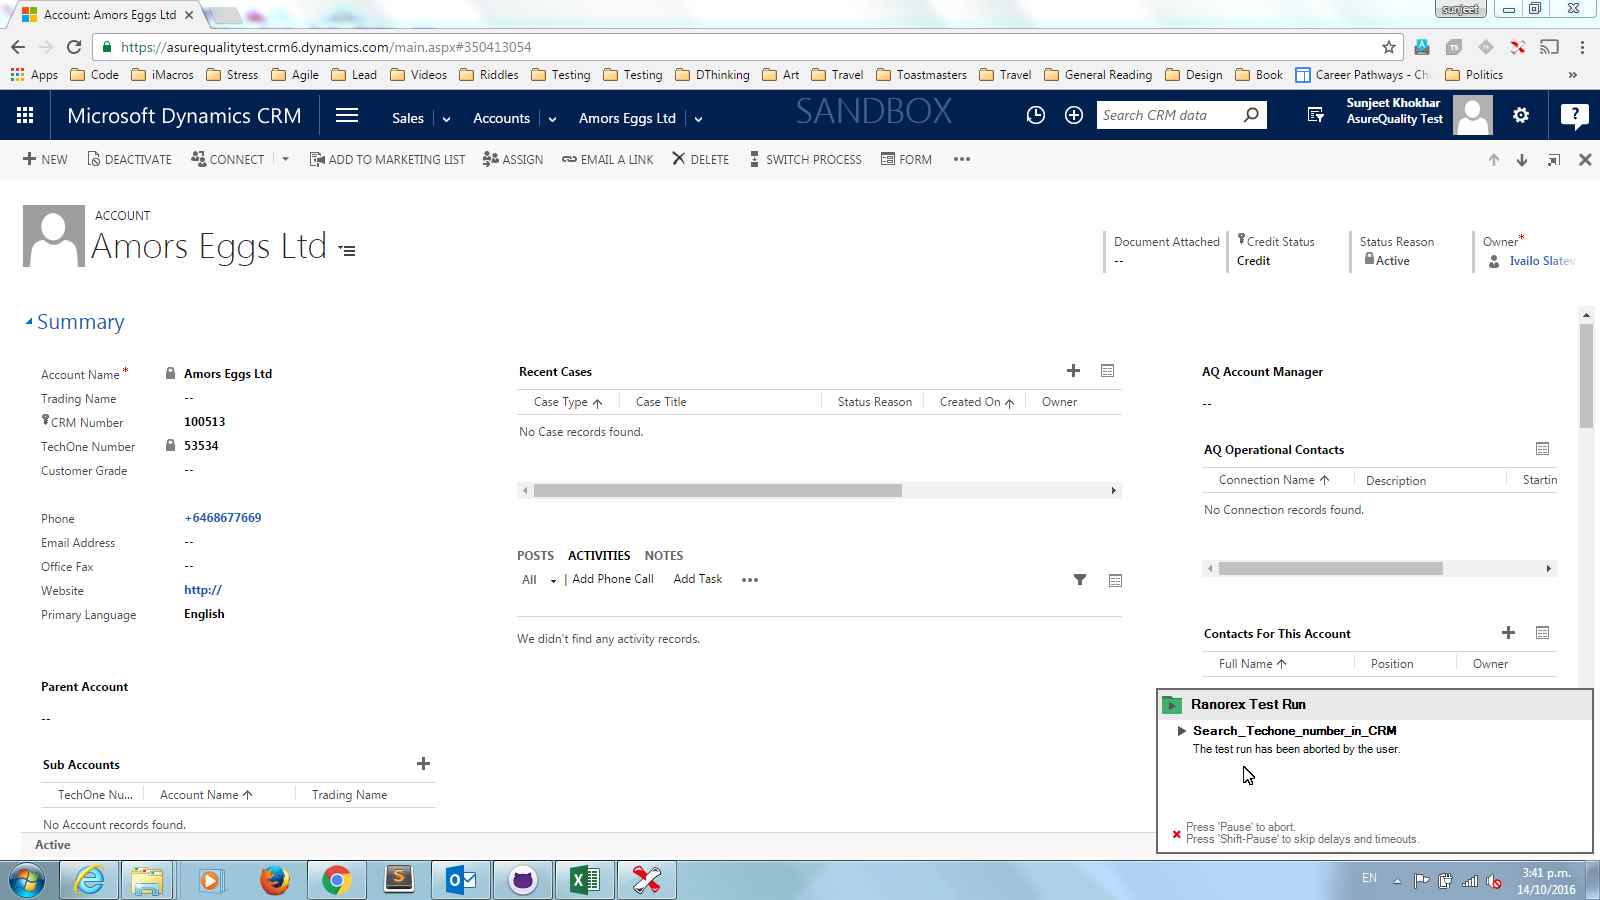 Account: Amors Eggs Ltd
sunjeet
https://asurequalitytest.crm6.dynamics.com/main.aspx#350413054
Apps Code iMacros Stress Agile Lead Videos Riddles Testing Testing DThinking Art Travel Toastmasters Travel General Reading Design Book Career Pathways - Politics »
Microsoft Dynamics CRM Sales Accounts Amors Eggs Ltd SANDBOX Search CRM data Sunjeet Khokhar
AsureQuality Test
NEW DEACTIVATE CONNECT ADD TO MARKETING LIST ASSIGN EMAIL A LINK DELETE SWITCH PROCESS FORM •••
ACCOUNT
Amors Eggs Ltd
Document Attached Credit Status Status Reason Owner*
-- Credit Active Ivailo
Summary
Account Name* Amors Eggs Ltd
Trading Name --
CRM Number 100513
TechOne Number 53534
Customer Grade --
Phone +6468677669
Email Address --
Office Fax --
Website http://
Primary Language English
Parent Account
--
Sub Accounts
TechOne Nu... Account Name Trading Name
No Account records found.
Active
Recent Cases
Case Type Case Title Status Reason Created On Owner
No Case records found.
POSTS ACTIVITIES NOTES
All | Add Phone Call Add Task •••
We didn't find any activity records.
AQ Account Manager
--
AQ Operational Contacts
Connection Name Description Startin
No Connection records found.
Contacts For This Account
Full Name Position Owner
Ranorex Test Run
Search_Techone_number_in_CRM
The test run has been aborted by the user.
Press 'Pause' to abort.
Press 'Shift-Pause' to skip delays and timeouts.
EN 3:41 p.m.
14/10/2016